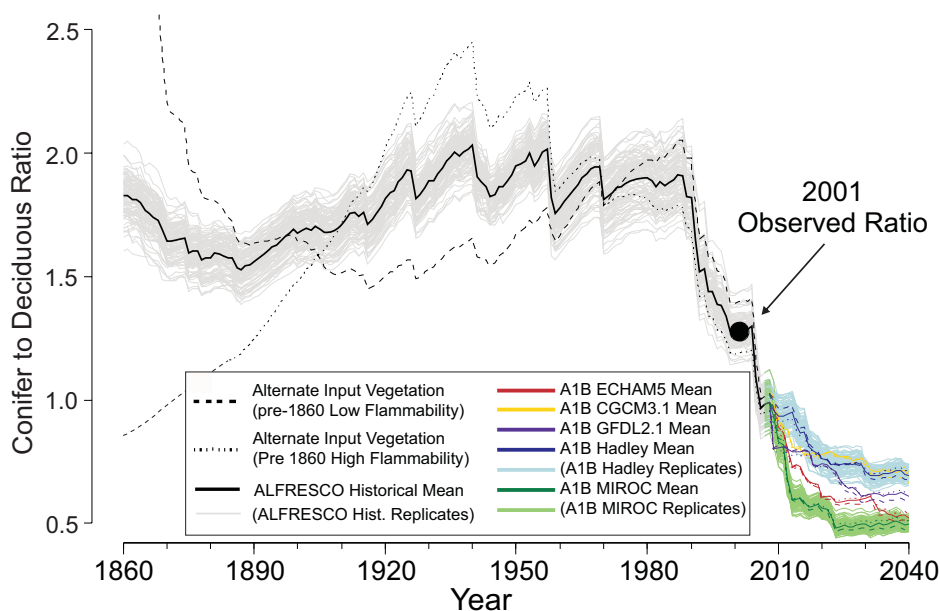 2.5
2.0
1.5
1.0
0.5
Conifer to Deciduous Ratio
2001
Observed Ratio
Alternate Input Vegetation
(pre-1860 Low Flammability)
Alternate Input Vegetation
(Pre 1860 High Flammability)
ALFRESCO Historical Mean
(ALFRESCO Hist. Replicates)
A1B ECHAM5 Mean
A1B CGCM3.1 Mean
A1B GFDL2.1 Mean
A1B Hadley Mean
(A1B Hadley Replicates)
A1B MIROC Mean
(A1B MIROC Replicates)
1860 1890 1920 1950 1980 2010 2040
Year